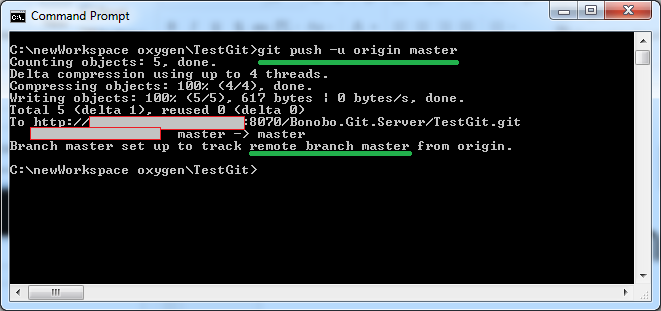 Command Prompt
C:\newWorkspace oxygen\TestGit>git push -u origin master
Counting objects: 5, done.
Delta compression using up to 4 threads.
Compressing objects: 100% (4/4), done.
Writing objects: 100% (5/5), 617 bytes ¦ 0 bytes/s, done.
Total 5 (delta 1), reused 0 (delta 0)
To http://:8070/Bonobo.Git.Server/TestGit.git
master -> master
Branch master set up to track remote branch master from origin.
C:\newWorkspace oxygen\TestGit>